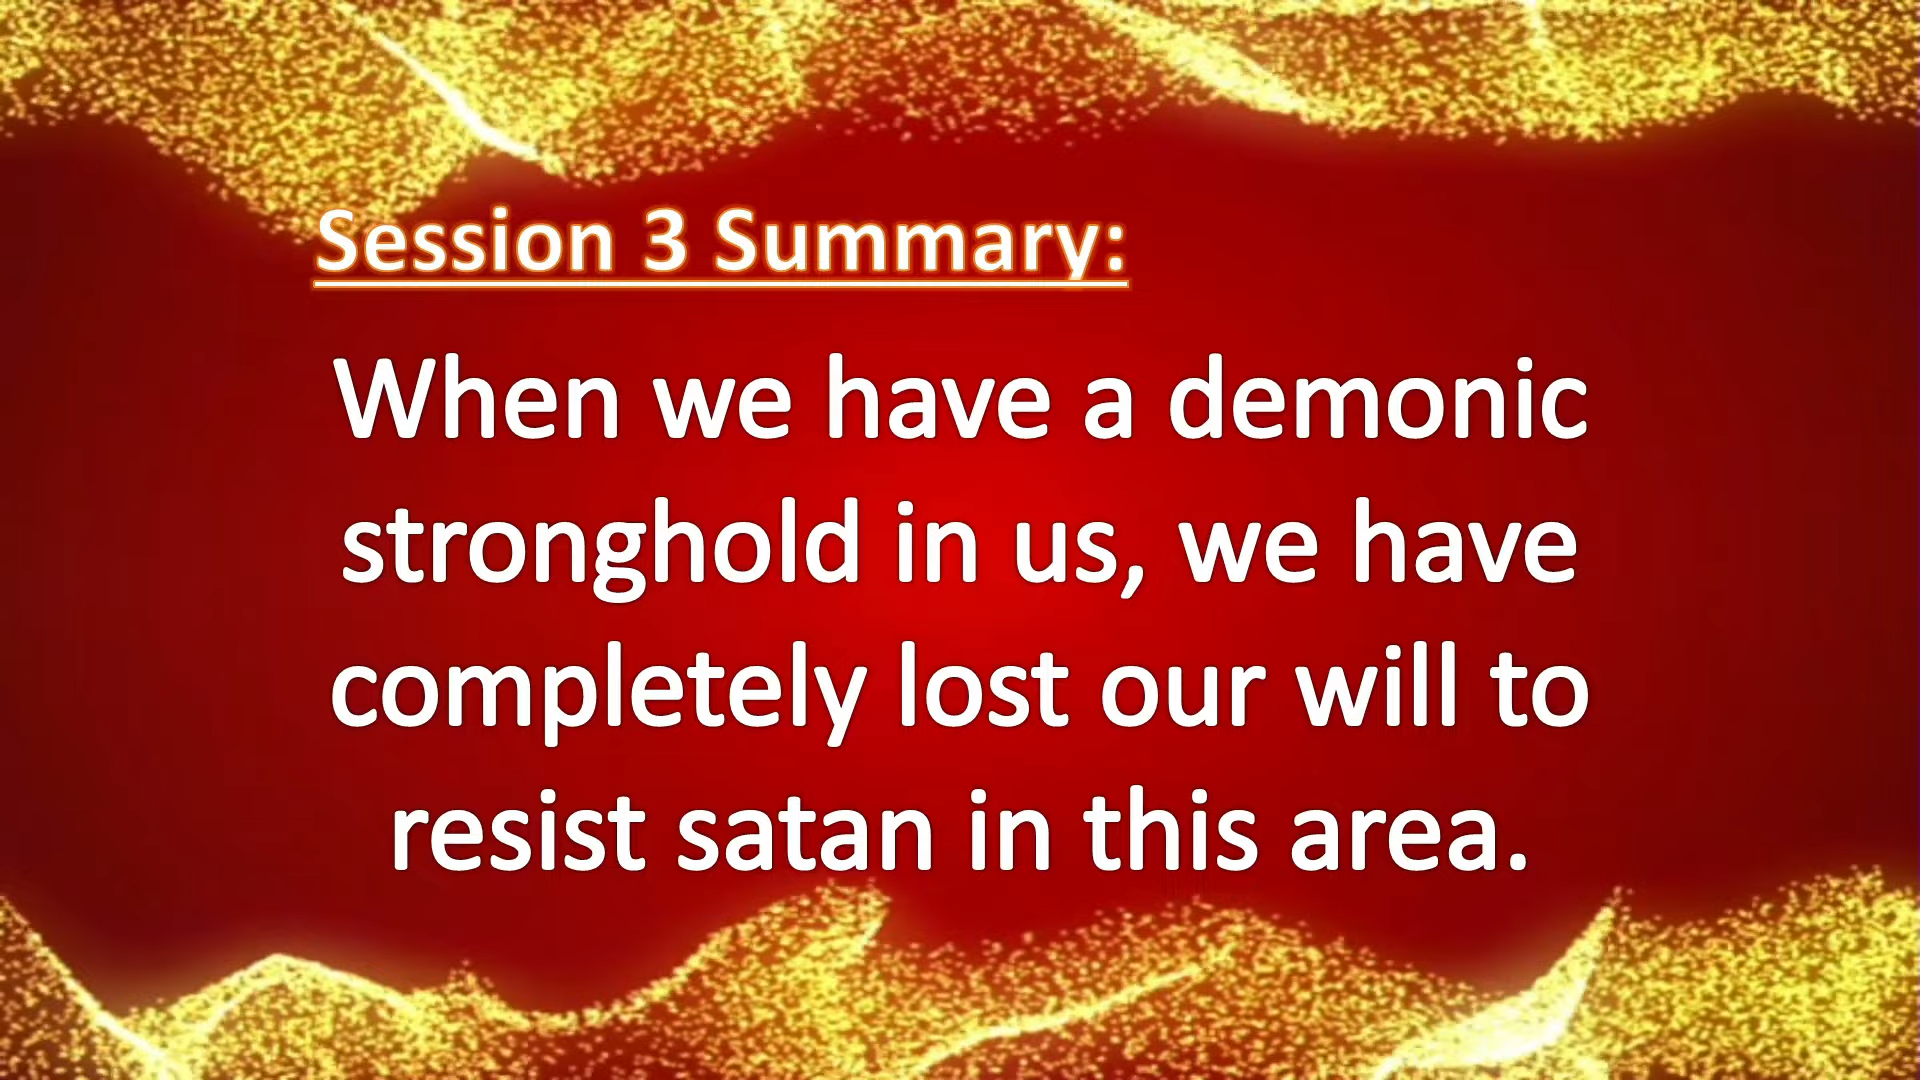 Session 3 Summary:
When we have a demonic
stronghold in us, we have
completely lost our will to
resist satan in this area.